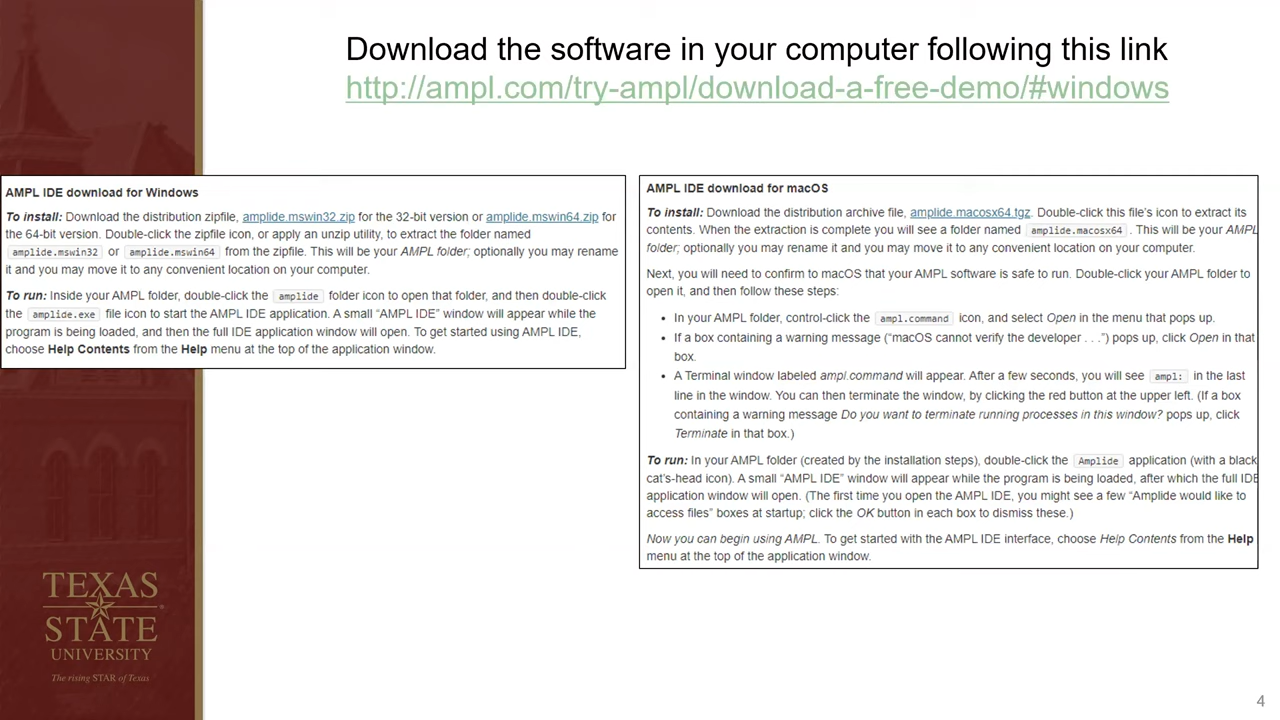 Download the software in your computer following this link
http://ampl.com/try-ampl/download-a-free-demo/#windows
AMPL IDE download for Windows
To install: Download the distribution zipfile, amplide.mswin32.zip for the 32-bit version or amplide.mswin64.zip for
the 64-bit version. Double-click the zipfile icon, or apply an unzip utility, to extract the folder named
amplide.mswin32 or amplide.mswin64 from the zipfile. This will be your AMPL folder; optionally you may rename
it and you may move it to any convenient location on your computer.
To run: Inside your AMPL folder, double-click the amplide folder icon to open that folder, and then double-click
the amplide.exe file icon to start the AMPL IDE application. A small “AMPL IDE” window will appear while the
program is being loaded, and then the full IDE application window will open. To get started using AMPL IDE,
choose Help Contents from the Help menu at the top of the application window.
AMPL IDE download for macOS
To install: Download the distribution archive file, amplide.macosx64.tgz. Double-click this file’s icon to extract its
contents. When the extraction is complete you will see a folder named amplide.macosx64 . This will be your AMPL
folder; optionally you may rename it and you may move it to any convenient location on your computer.
Next, you will need to confirm to macOS that your AMPL software is safe to run. Double-click your AMPL folder to
open it, and then follow these steps:
• In your AMPL folder, control-click the ampl.command icon, and select Open in the menu that pops up.
• If a box containing a warning message (“macOS cannot verify the developer . . .”) pops up, click Open in that
box.
• A Terminal window labeled ampl.command will appear. After a few seconds, you will see ampl: in the last
line in the window. You can then terminate the window, by clicking the red button at the upper left. (If a box
containing a warning message Do you want to terminate running processes in this window? pops up, click
Terminate in that box.)
To run: In your AMPL folder (created by the installation steps), double-click the Amplide application (with a black
cat’s-head icon). A small “AMPL IDE” window will appear while the program is being loaded, after which the full IDE
application window will open. (The first time you open the AMPL IDE, you might see a few “Amplide would like to
access files” boxes at startup; click the OK button in each box to dismiss these.)
Now you can begin using AMPL. To get started with the AMPL IDE interface, choose Help Contents from the Help
menu at the top of the application window.
TEXAS
STATE
UNIVERSITY
The rising STAR of Texas
4